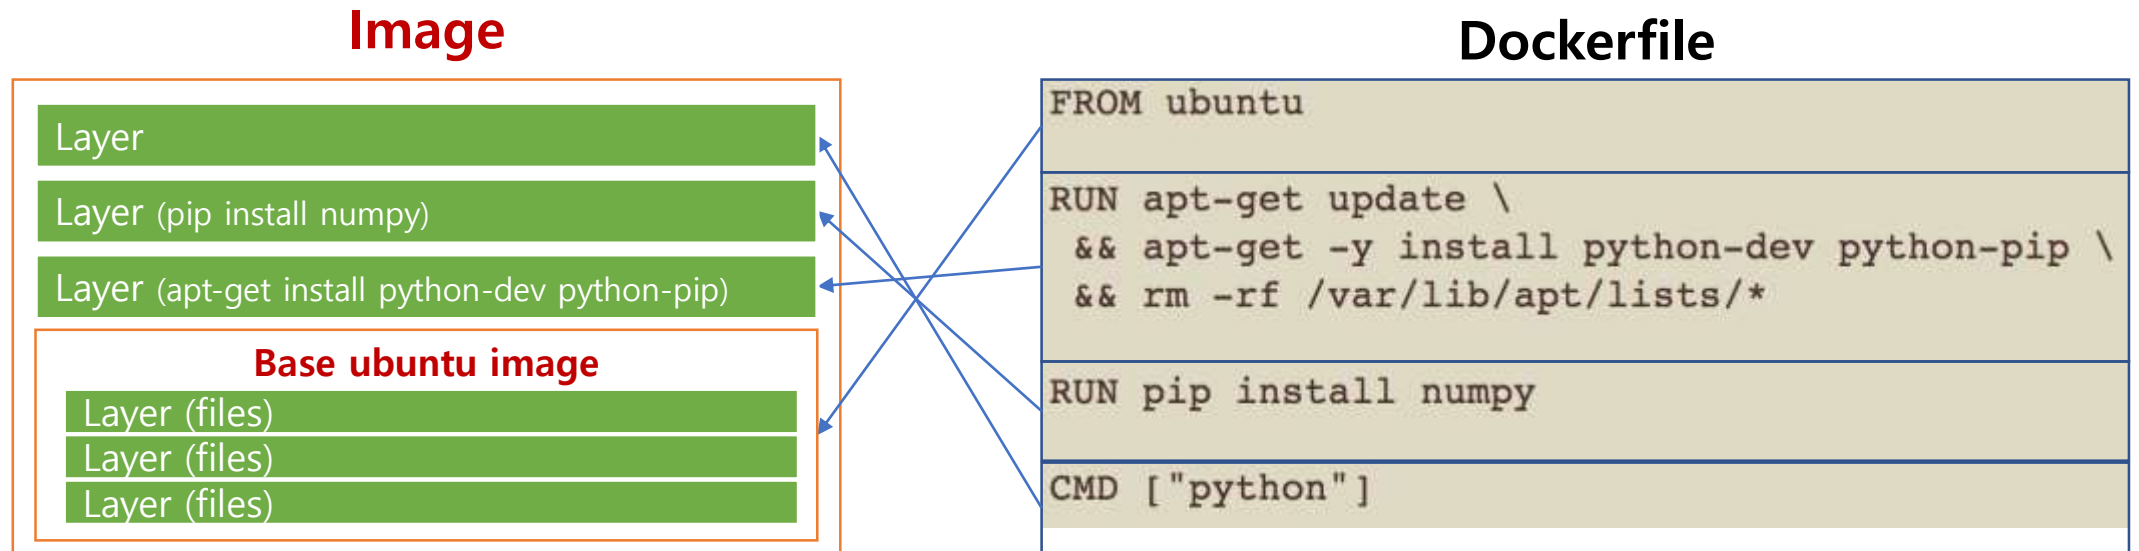 Image
Layer
Layer (pip install numpy)
Layer (apt-get install python-dev python-pip)
Base ubuntu image
Layer (files)
Layer (files)
Layer (files)
Dockerfile
FROM ubuntu
RUN apt-get update \
&& apt-get -y install python-dev python-pip \
&& rm -rf /var/lib/apt/lists/*
RUN pip install numpy
CMD ["python"]